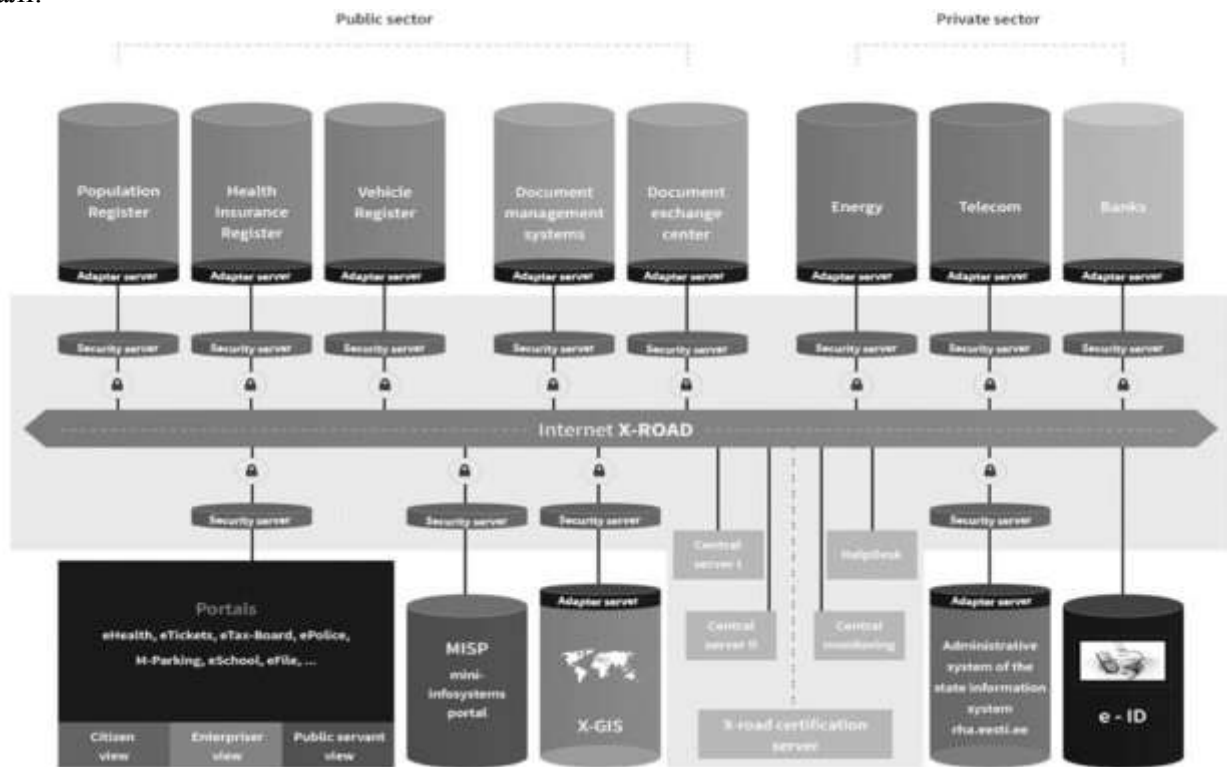 Public sector
Private sector
Population
Register
Health
Insurance
Register
Vehicle
Register
Document
management
systems
Document
exchange
center
Energy
Telecom
Banks
Adapter server
Adapter server
Adapter server
Adapter server
Adapter server
Adapter server
Adapter server
Adapter server
Security server
Security server
Security server
Security server
Security server
Security server
Security server
Security server
Internet X-ROAD
Security server
Security server
Security server
Security server
Central
server I
Helpdesk
Central
server II
Central
monitoring
X-road certification
server
Portals
eHealth, eTickets, eTax-Board, ePolice,
M-Parking, eSchool, eFile, ...
Citizen
view
Enterpriser
view
Public servant
view
MISP
mini-
infosystems
portal
Adapter server
X-GIS
Adapter server
Administrative
system of the
state information
system
rha.eesti.ee
e - ID